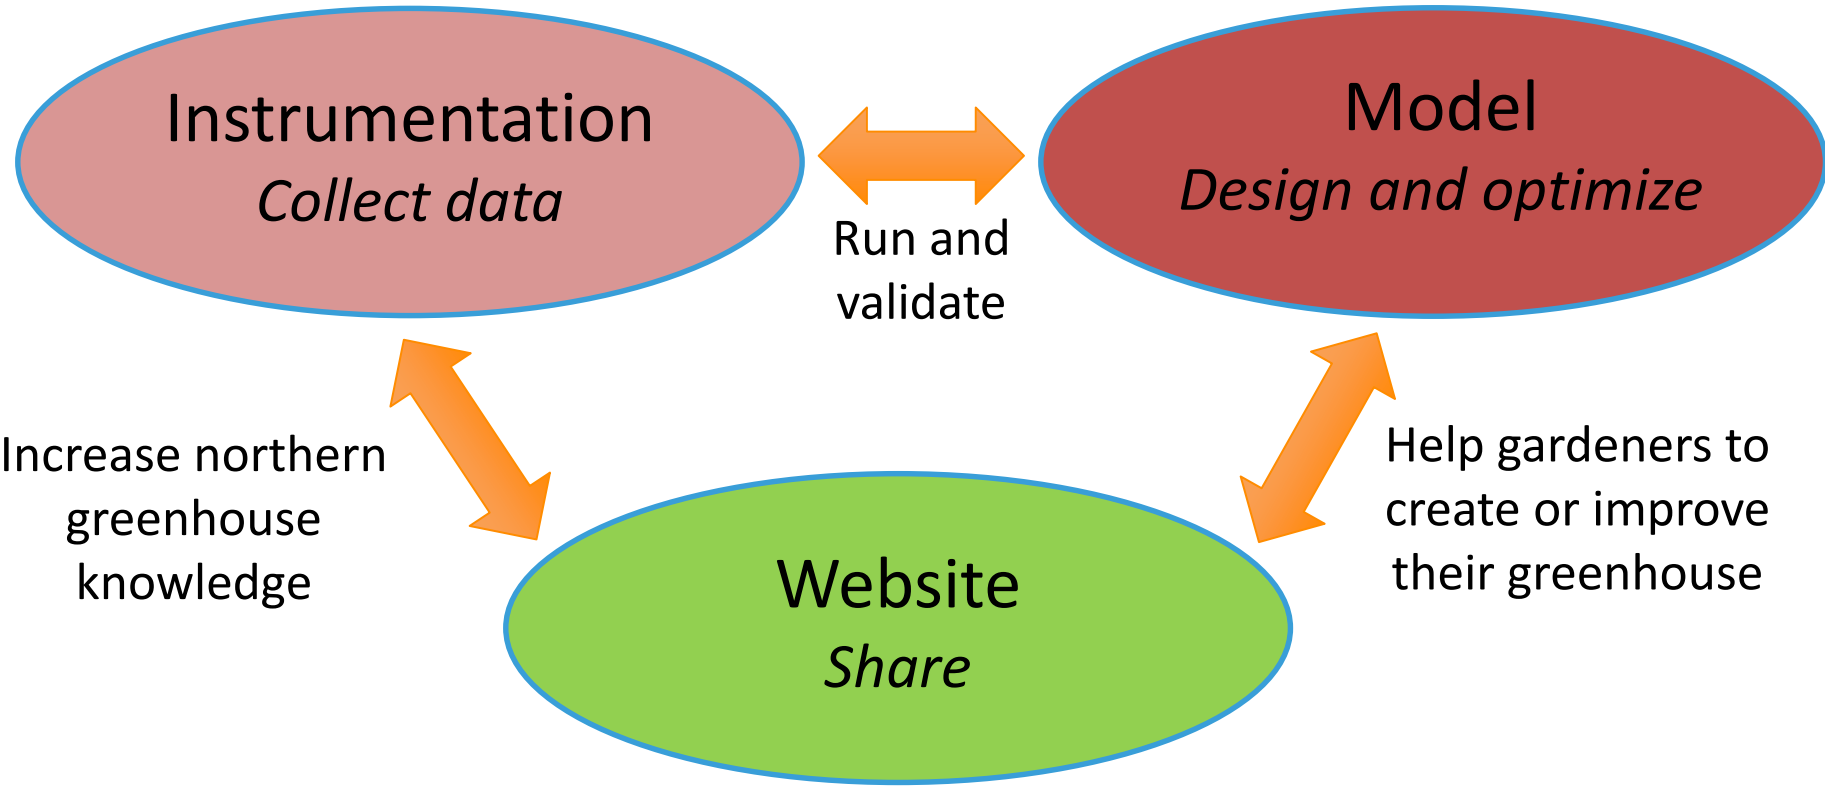 Instrumentation
Collect data
Model
Design and optimize
Run and
validate
Increase northern
greenhouse
knowledge
Help gardeners to
create or improve
their greenhouse
Website
Share